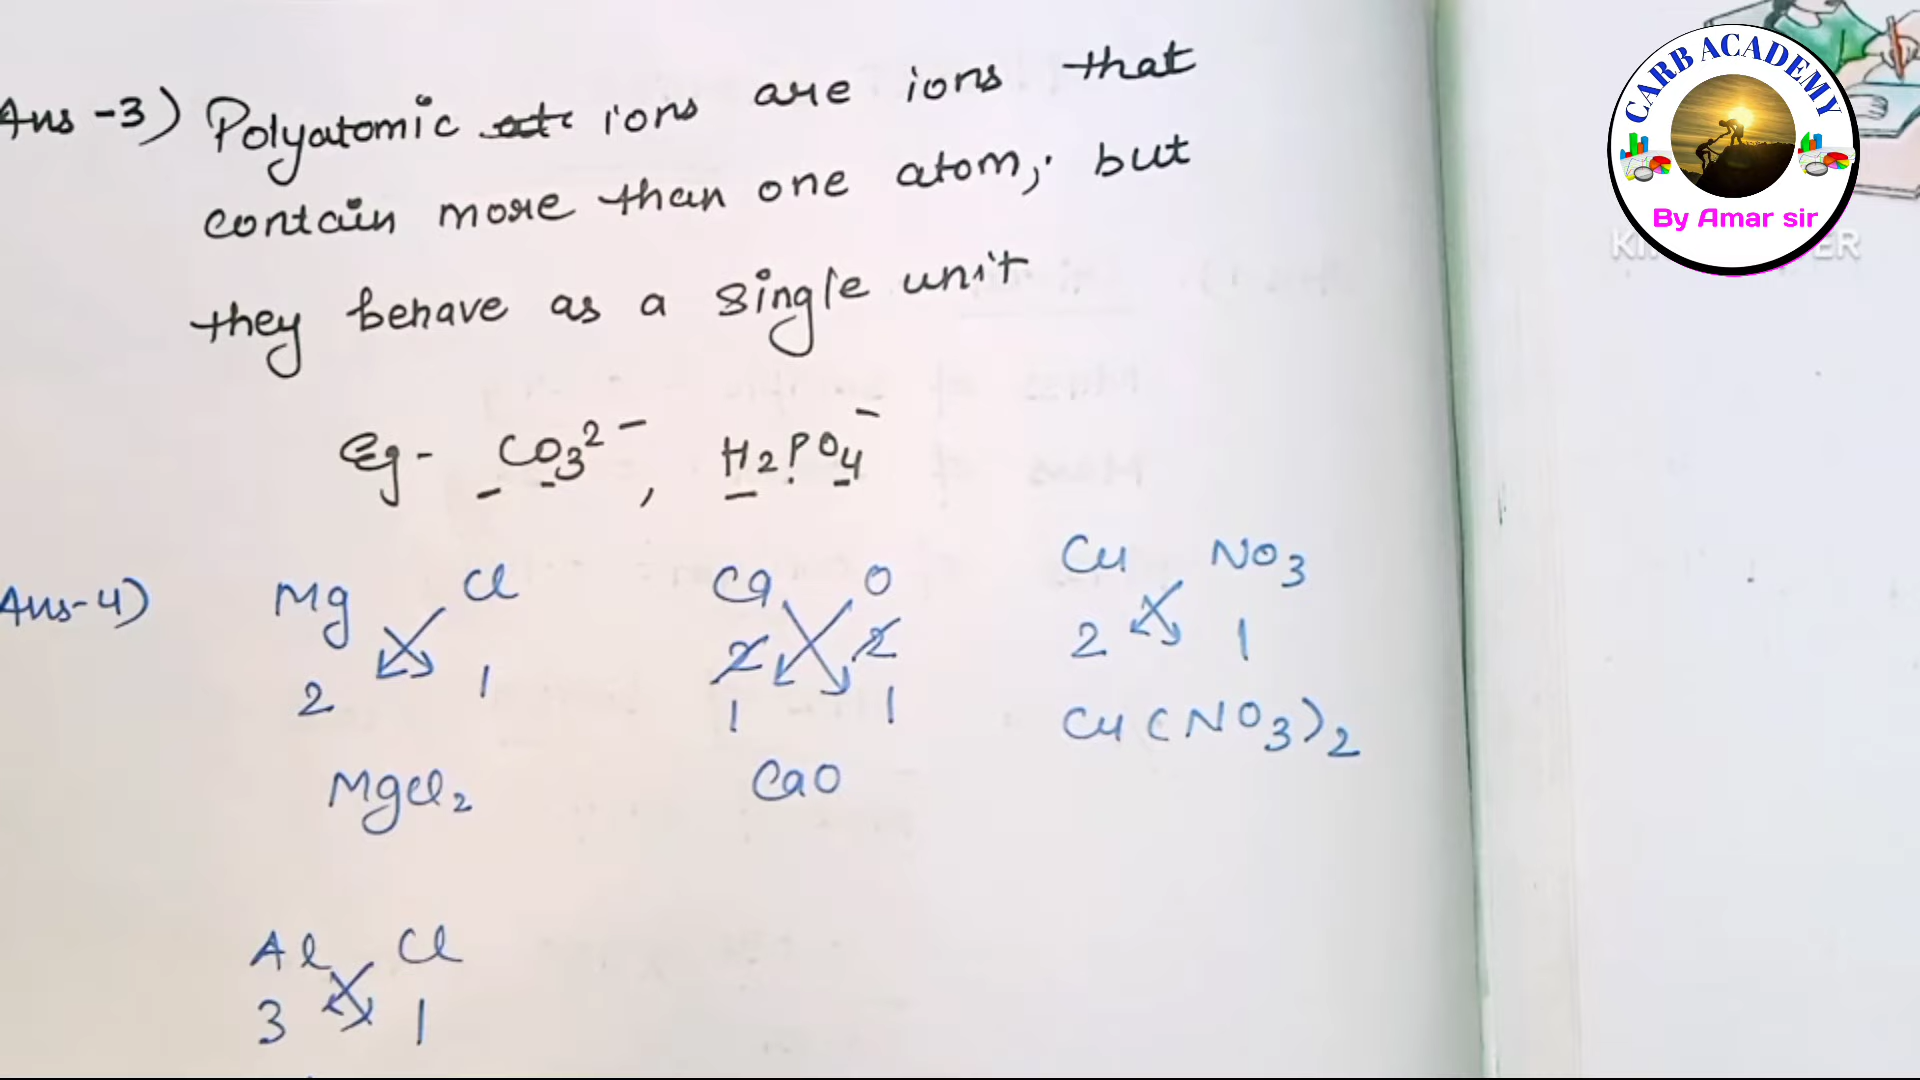 Ans -3) Polyatomic ions are ions that
contain more than one atom, but
they behave as a single unit
Eg- CO₃²⁻, H₂PO₄⁻
Ans-4)
Mg Cl
2 1
MgCl₂
Ca O
2 2
1 1
CaO
Cu NO₃
2 1
Cu(NO₃)₂
Al Cl
3 1
CARB ACADEMY
By Amar sir